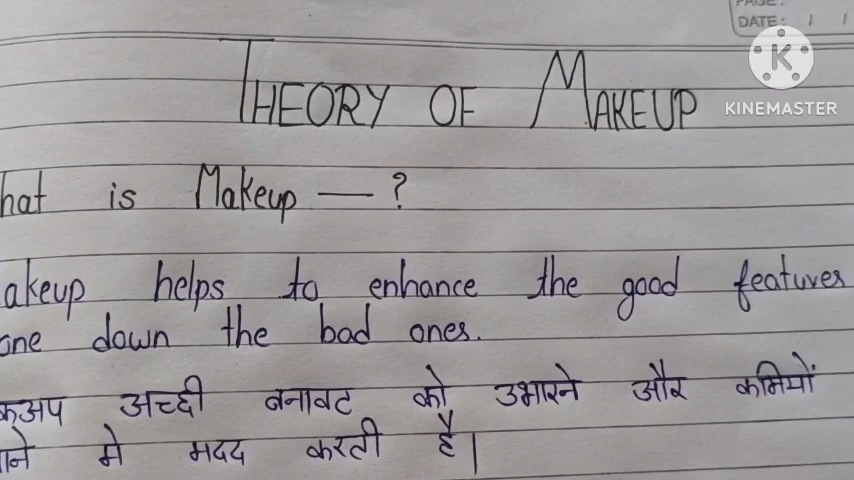 PAGE:
DATE: / /
KINEMASTER
THEORY OF MAKEUP
hat is Makeup — ?
akeup helps to enhance the good features
one down the bad ones.
कअप अच्छी बनावट को उभारने और कमियों
ाने मे मदद करती है।